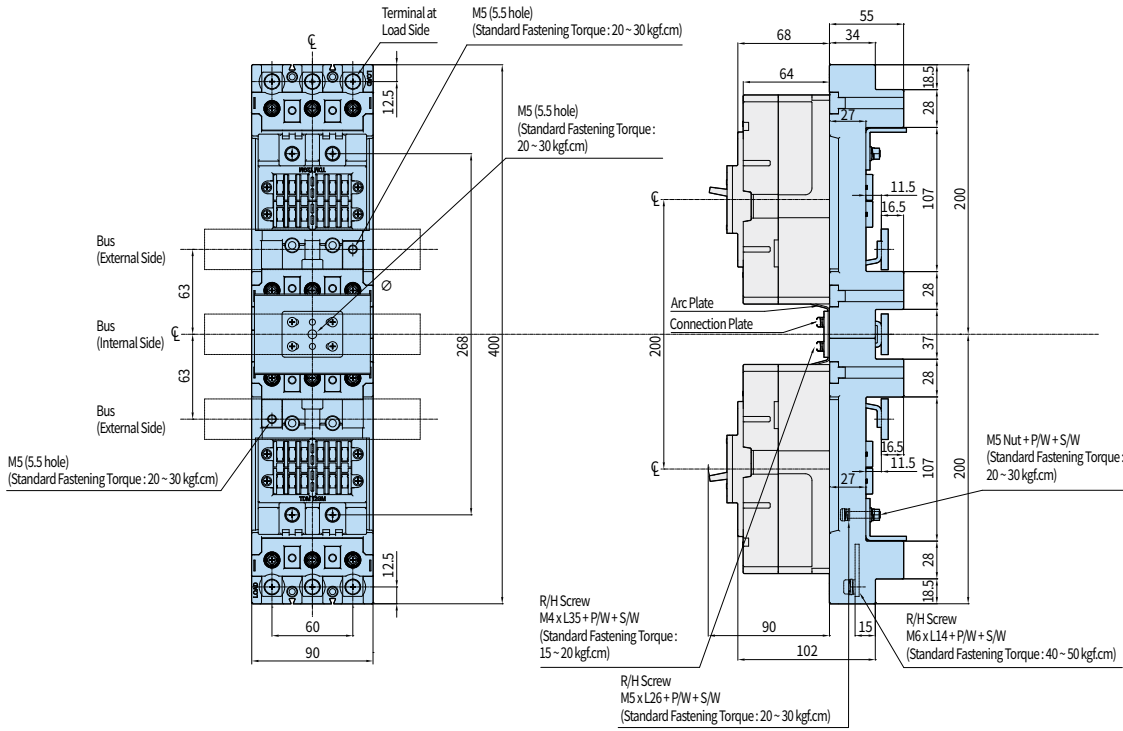 Terminal at
Load Side
M5 (5.5 hole)
(Standard Fastening Torque : 20 ~ 30 kgf.cm)
℄
LOAD
12.5
M5 (5.5 hole)
(Standard Fastening Torque :
20 ~ 30 kgf.cm)
Bus
(External Side)
63
∅
Bus
(Internal Side)
℄
63
268
400
Bus
(External Side)
M5 (5.5 hole)
(Standard Fastening Torque : 20 ~ 30 kgf.cm)
12.5
LOAD
60
90
55
68
34
64
18.5
28
27
11.5
16.5
107
200
℄
28
Arc Plate
Connection Plate
37
200
28
16.5
11.5
℄
27
107
200
M5 Nut + P/W + S/W
(Standard Fastening Torque :
20 ~ 30 kgf.cm)
28
18.5
15
90
102
R/H Screw
M4 x L35 + P/W + S/W
(Standard Fastening Torque :
15 ~ 20 kgf.cm)
R/H Screw
M6 x L14 + P/W + S/W
(Standard Fastening Torque : 40 ~ 50 kgf.cm)
R/H Screw
M5 x L26 + P/W + S/W
(Standard Fastening Torque : 20 ~ 30 kgf.cm)